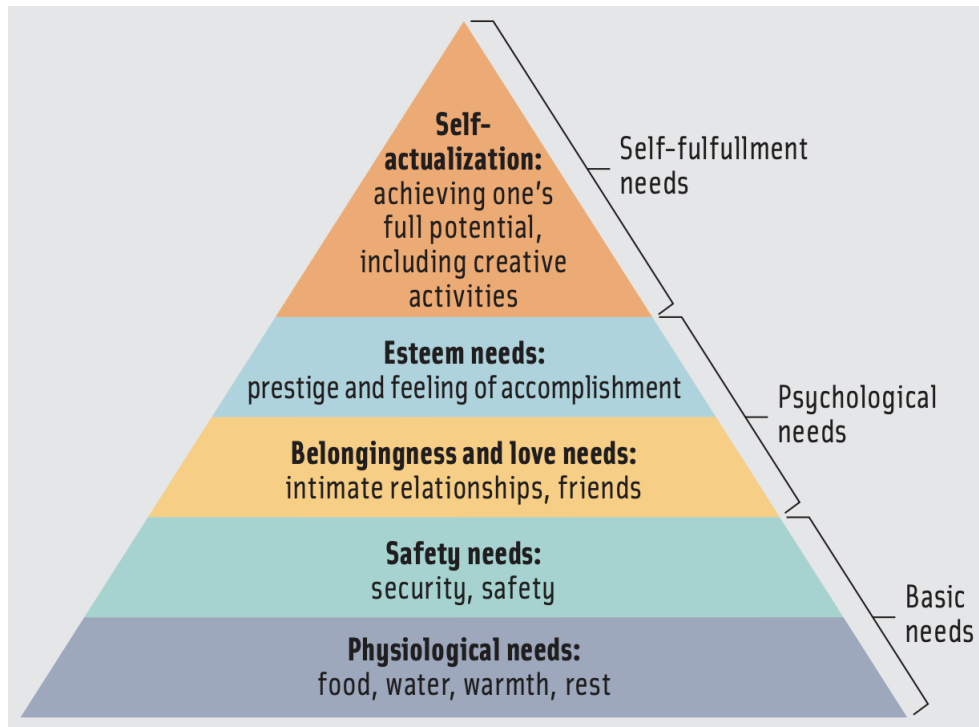 Self-
actualization:
achieving one's
full potential,
including creative
activities
Self-fulfullment
needs
Esteem needs:
prestige and feeling of accomplishment
Psychological
needs
Belongingness and love needs:
intimate relationships, friends
Safety needs:
security, safety
Basic
needs
Physiological needs:
food, water, warmth, rest